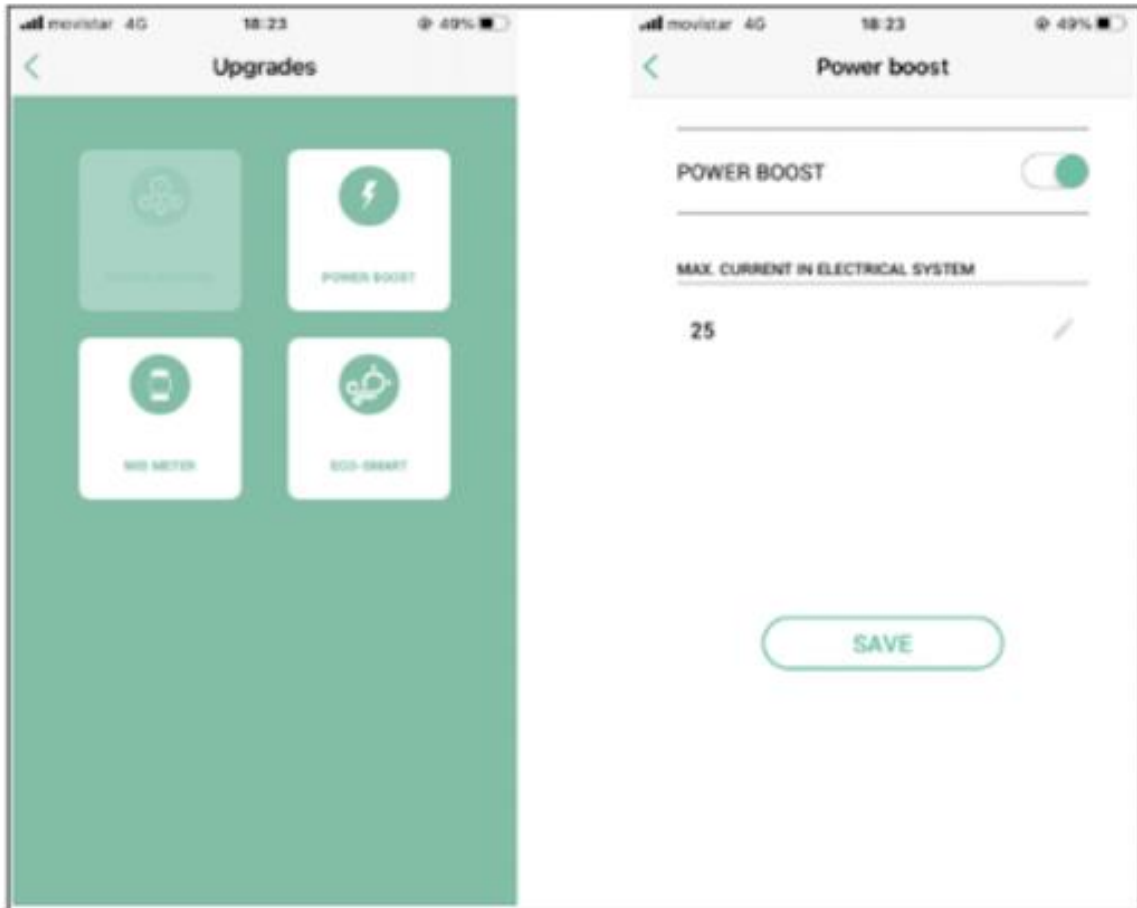 movistar 4G 18:23 49%
Upgrades
POWER BOOST
MID METER
ECO-SMART
movistar 4G 18:23 49%
Power boost
POWER BOOST
MAX. CURRENT IN ELECTRICAL SYSTEM
25
SAVE